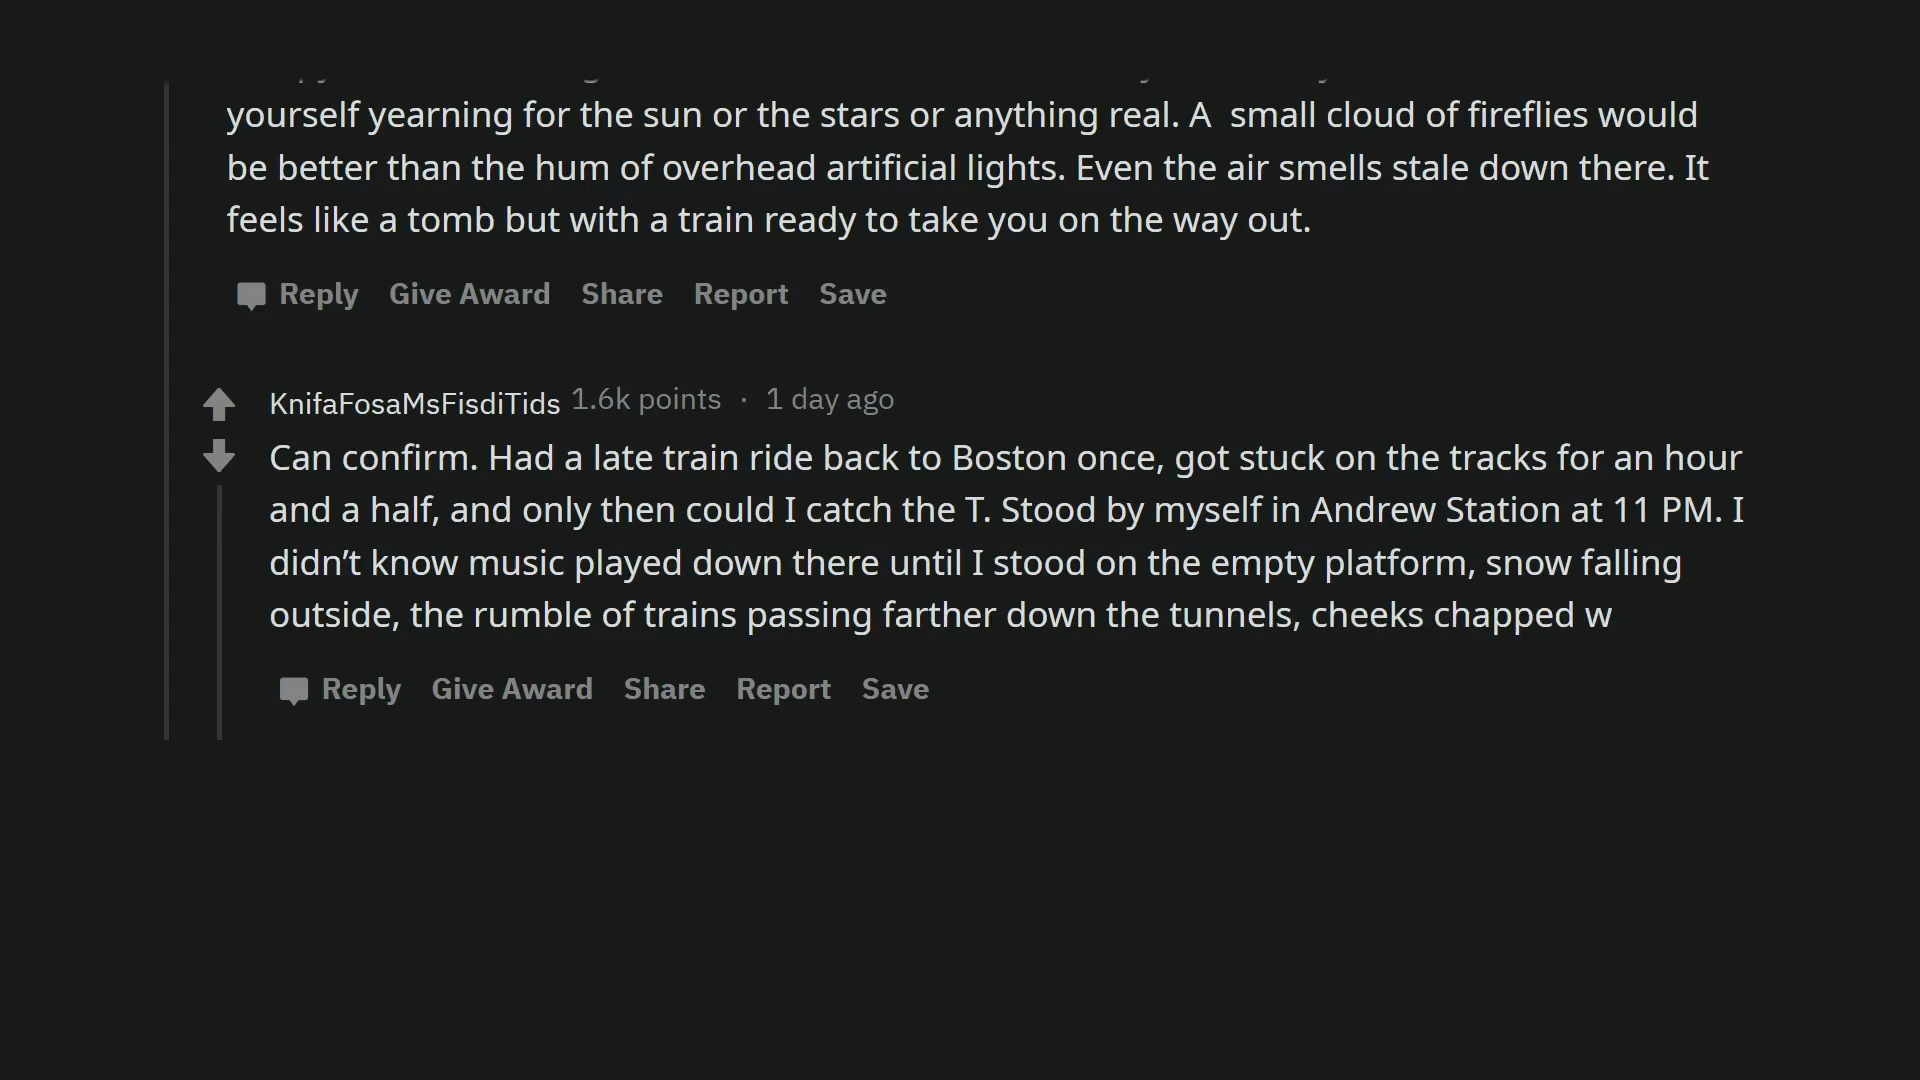 yourself yearning for the sun or the stars or anything real. A  small cloud of fireflies would
be better than the hum of overhead artificial lights. Even the air smells stale down there. It
feels like a tomb but with a train ready to take you on the way out.
Reply Give Award Share Report Save
KnifaFosaMsFisdiTids 1.6k points · 1 day ago
Can confirm. Had a late train ride back to Boston once, got stuck on the tracks for an hour
and a half, and only then could I catch the T. Stood by myself in Andrew Station at 11 PM. I
didn’t know music played down there until I stood on the empty platform, snow falling
outside, the rumble of trains passing farther down the tunnels, cheeks chapped w
Reply Give Award Share Report Save